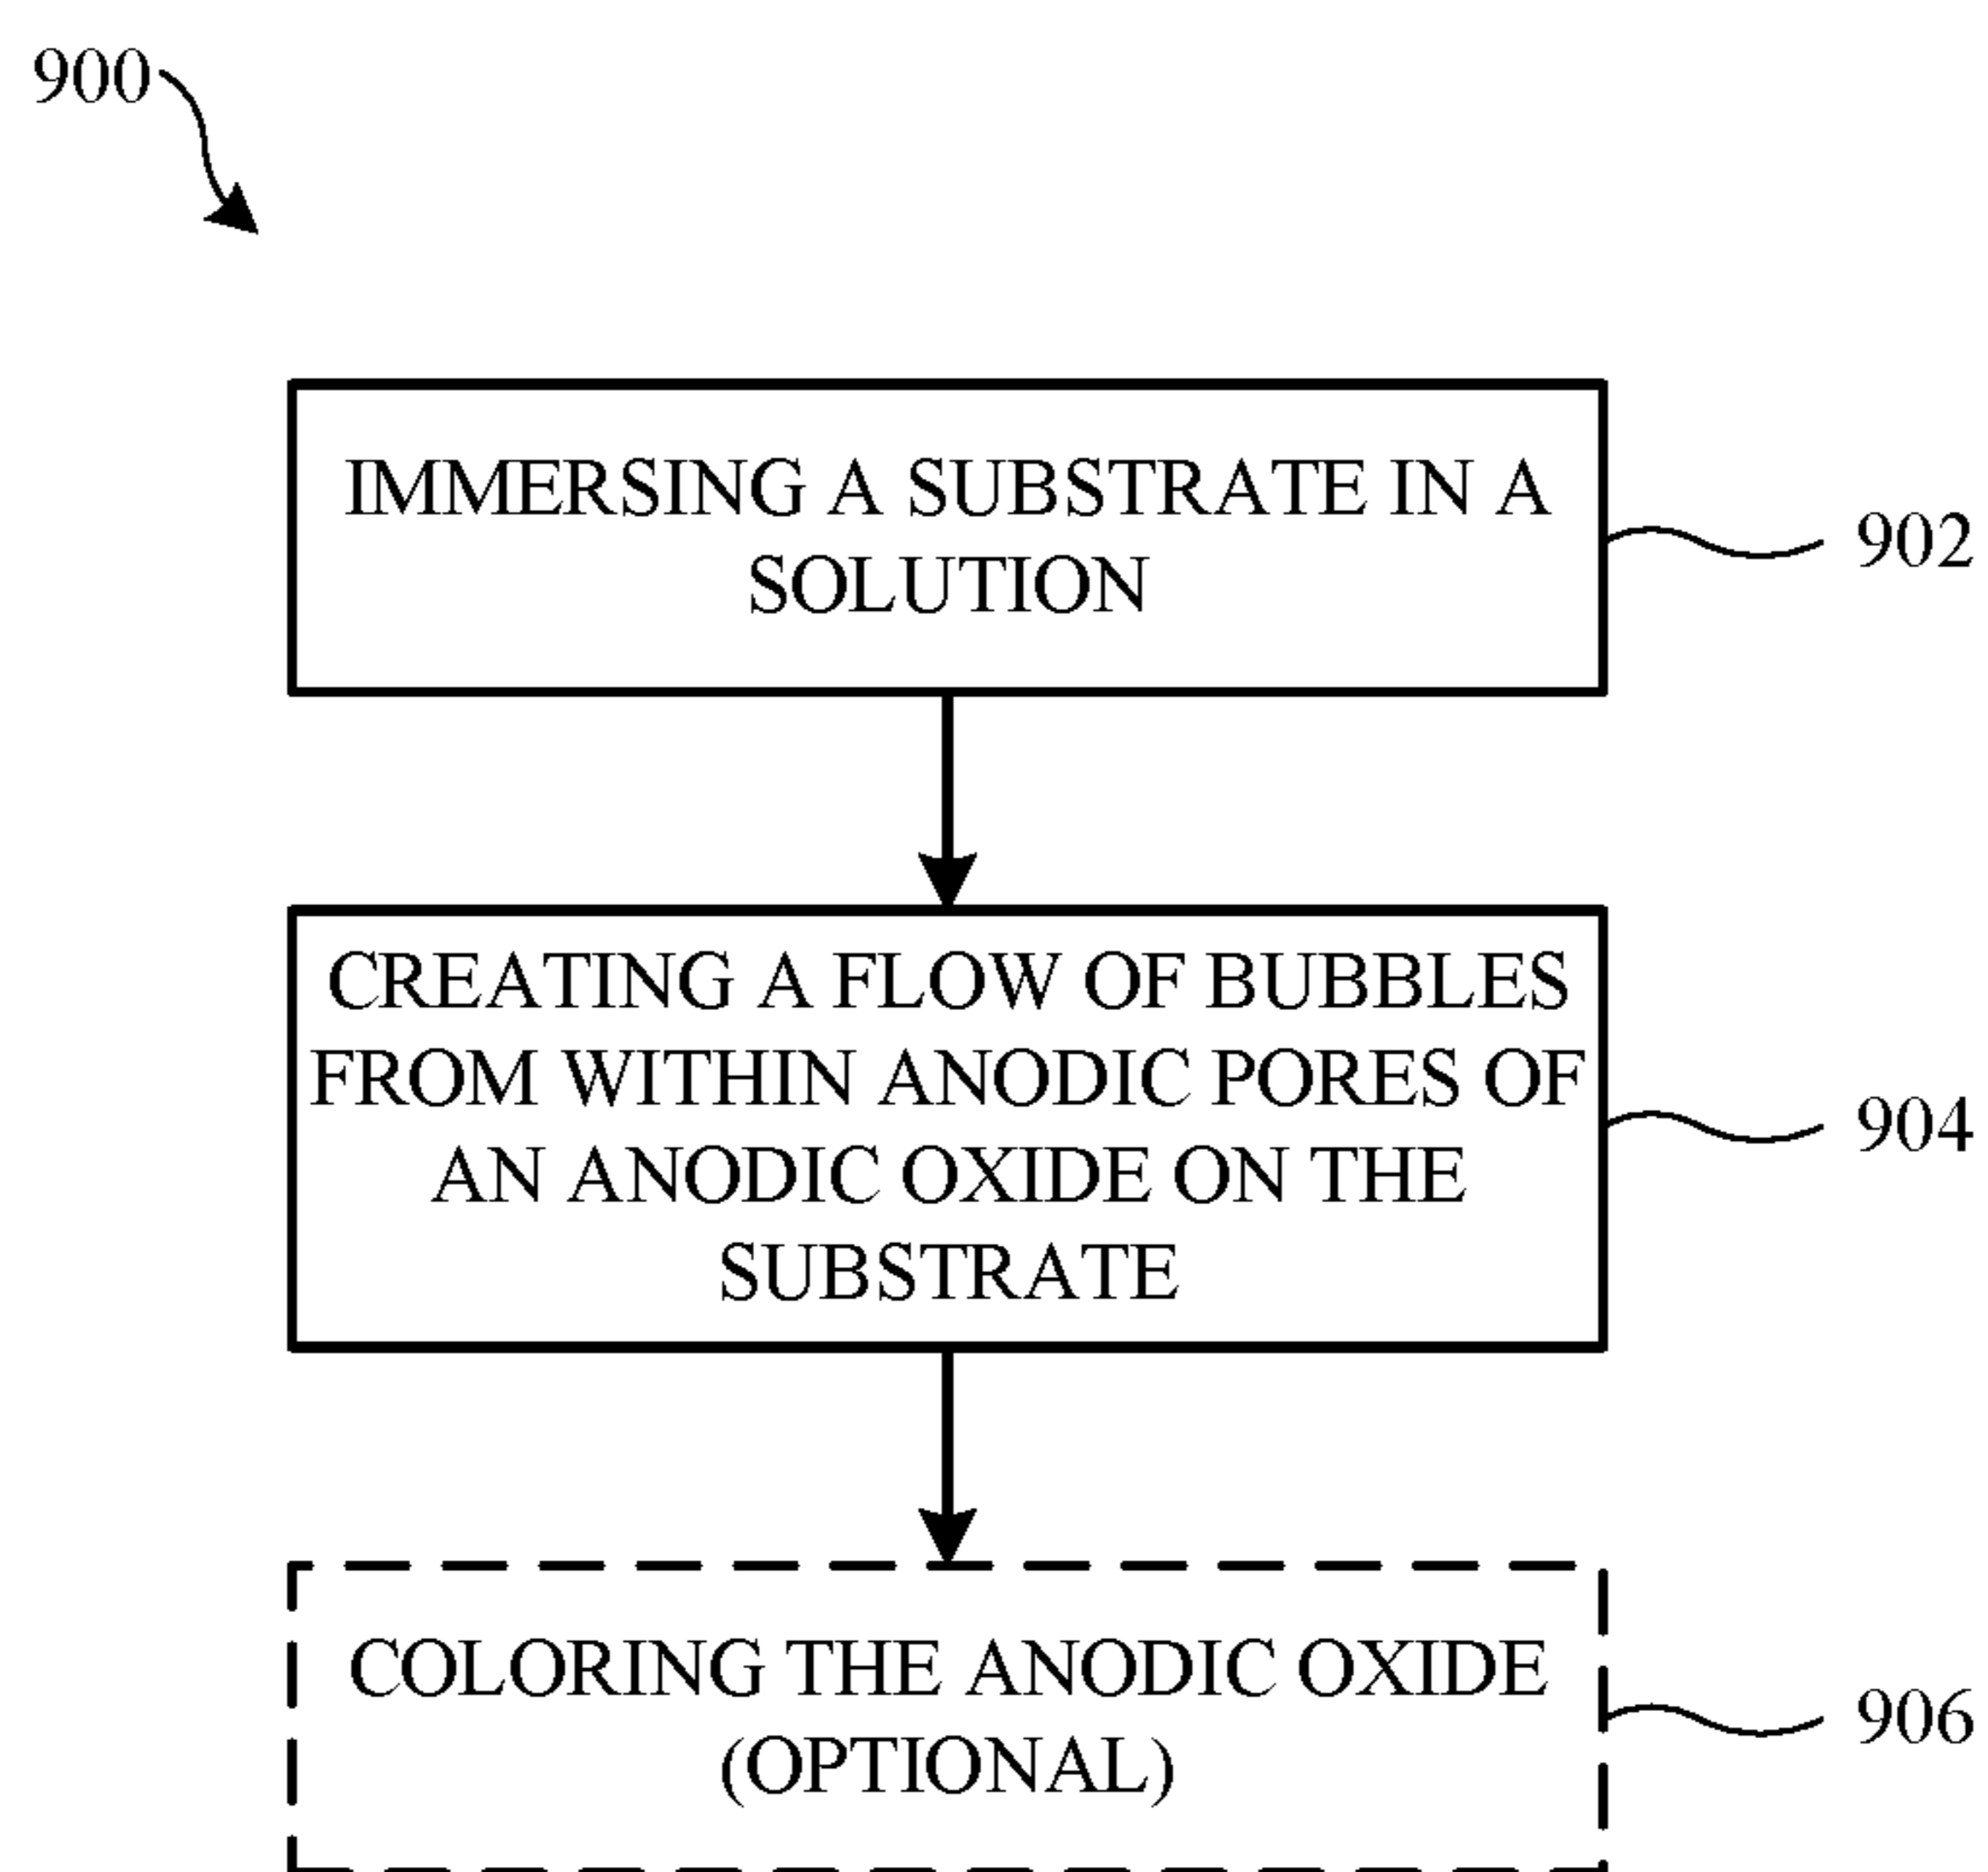 900
IMMERSING A SUBSTRATE IN A
SOLUTION
902
CREATING A FLOW OF BUBBLES
FROM WITHIN ANODIC PORES OF
AN ANODIC OXIDE ON THE
SUBSTRATE
904
COLORING THE ANODIC OXIDE
(OPTIONAL)
906